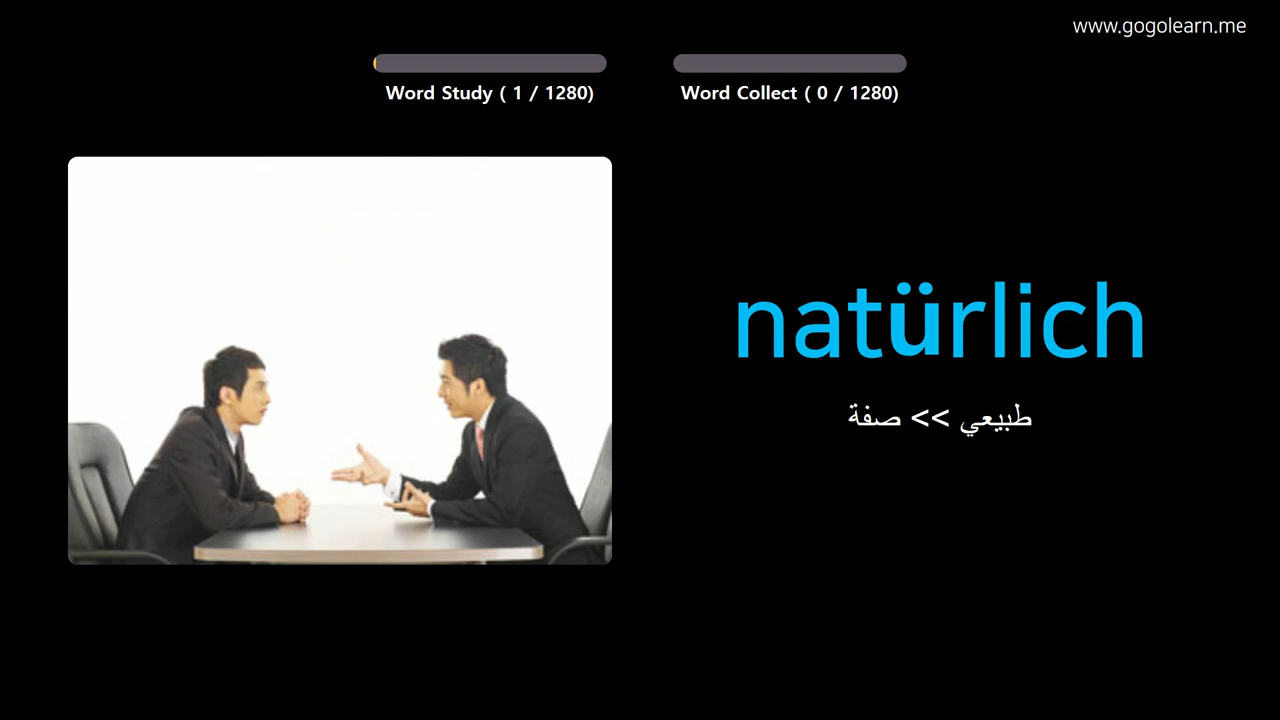 www.gogolearn.me
Word Study ( 1 / 1280)
Word Collect ( 0 / 1280)
natürlich
طبيعي >> صفة